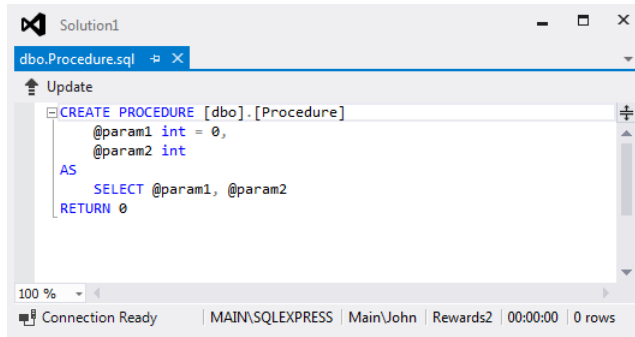 Solution1
dbo.Procedure.sql
Update
CREATE PROCEDURE [dbo].[Procedure]
@param1 int = 0,
@param2 int
AS
SELECT @param1, @param2
RETURN 0
100 %
Connection Ready MAIN\SQLEXPRESS Main\John Rewards2 00:00:00 0 rows